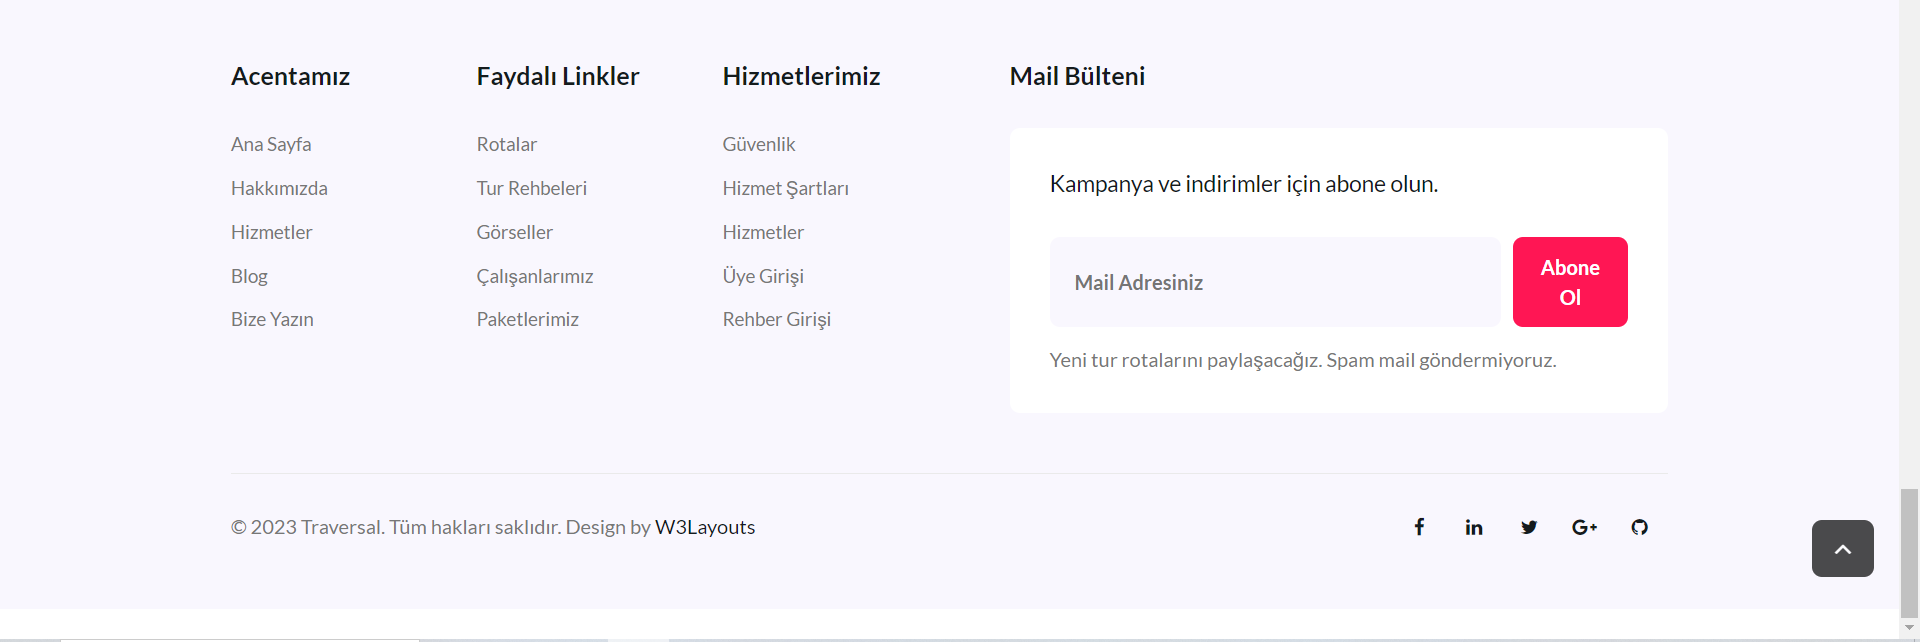 Acentamız
Ana Sayfa
Hakkımızda
Hizmetler
Blog
Bize Yazın
Faydalı Linkler
Rotalar
Tur Rehbeleri
Görseller
Çalışanlarımız
Paketlerimiz
Hizmetlerimiz
Güvenlik
Hizmet Şartları
Hizmetler
Üye Girişi
Rehber Girişi
Mail Bülteni
Kampanya ve indirimler için abone olun.
Mail Adresiniz
Abone
Ol
Yeni tur rotalarını paylaşacağız. Spam mail göndermiyoruz.
© 2023 Traversal. Tüm hakları saklıdır. Design by W3Layouts